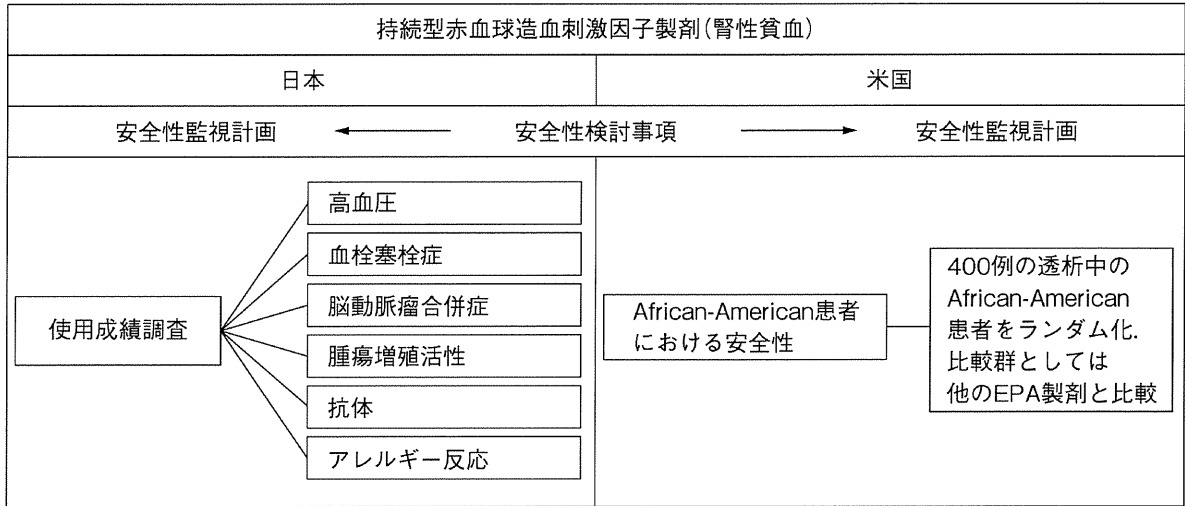 持続型赤血球造血刺激因子製剤(腎性貧血)
日本
米国
安全性監視計画
安全性検討事項
安全性監視計画
使用成績調査
高血圧
血栓塞栓症
脳動脈瘤合併症
腫瘍増殖活性
抗体
アレルギー反応
African-American患者
における安全性
400例の透析中の
African-American
患者をランダム化.
比較群としては
他のEPA製剤と比較